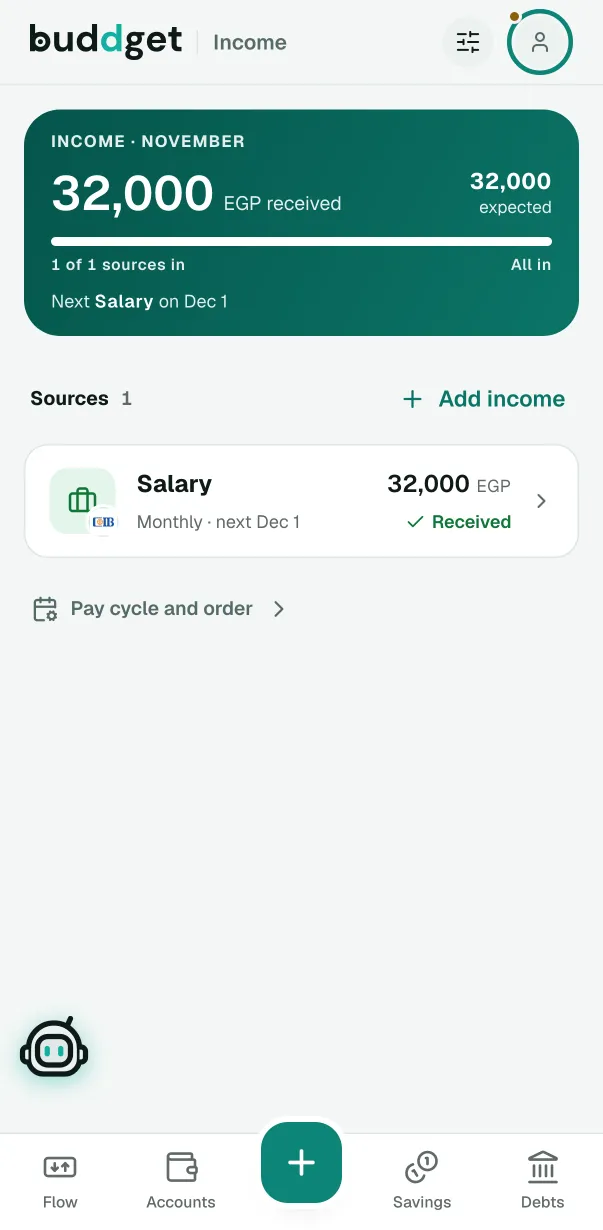 buddget
Income
INCOME · NOVEMBER
32,000 EGP received
32,000
expected
1 of 1 sources in
All in
Next Salary on Dec 1
Sources 1
+ Add income
Salary
32,000 EGP
CIB
Monthly · next Dec 1
Received
Pay cycle and order
Flow
Accounts
Savings
Debts